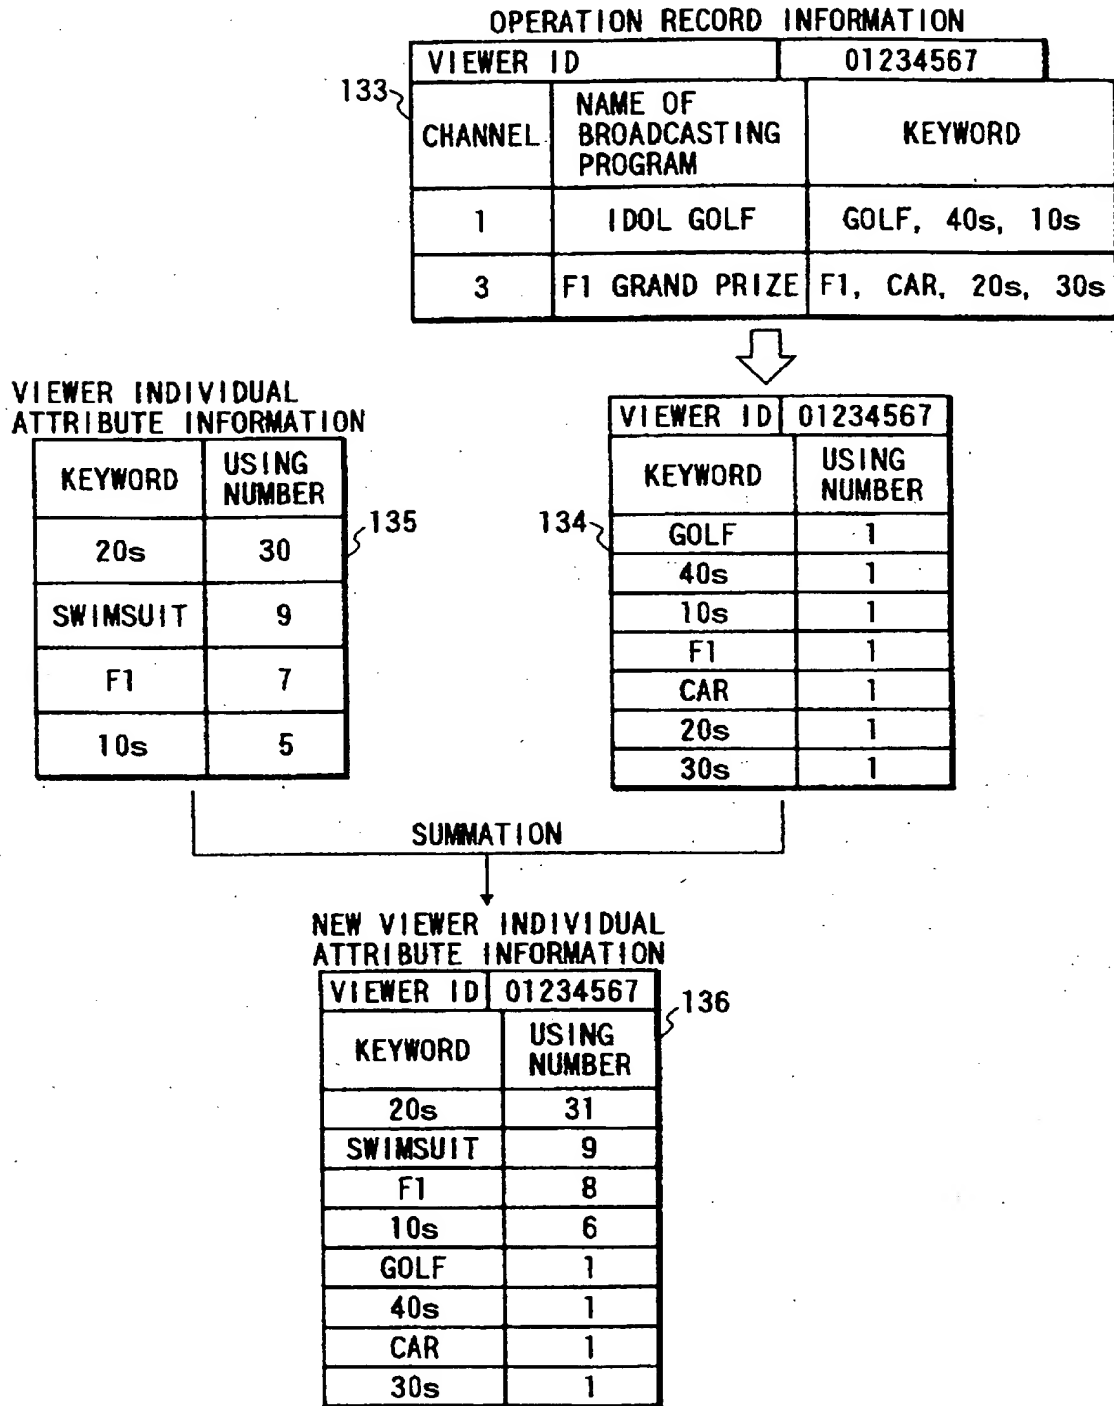 OPERATION RECORD INFORMATION
VIEWER ID 01234567
133
CHANNEL NAME OF BROADCASTING PROGRAM KEYWORD
1 IDOL GOLF GOLF, 40s, 10s
3 F1 GRAND PRIZE F1, CAR, 20s, 30s
VIEWER INDIVIDUAL
ATTRIBUTE INFORMATION
KEYWORD USING NUMBER
135
20s 30
SWIMSUIT 9
F1 7
10s 5
VIEWER ID 01234567
KEYWORD USING NUMBER
134
GOLF 1
40s 1
10s 1
F1 1
CAR 1
20s 1
30s 1
SUMMATION
NEW VIEWER INDIVIDUAL
ATTRIBUTE INFORMATION
VIEWER ID 01234567
136
KEYWORD USING NUMBER
20s 31
SWIMSUIT 9
F1 8
10s 6
GOLF 1
40s 1
CAR 1
30s 1